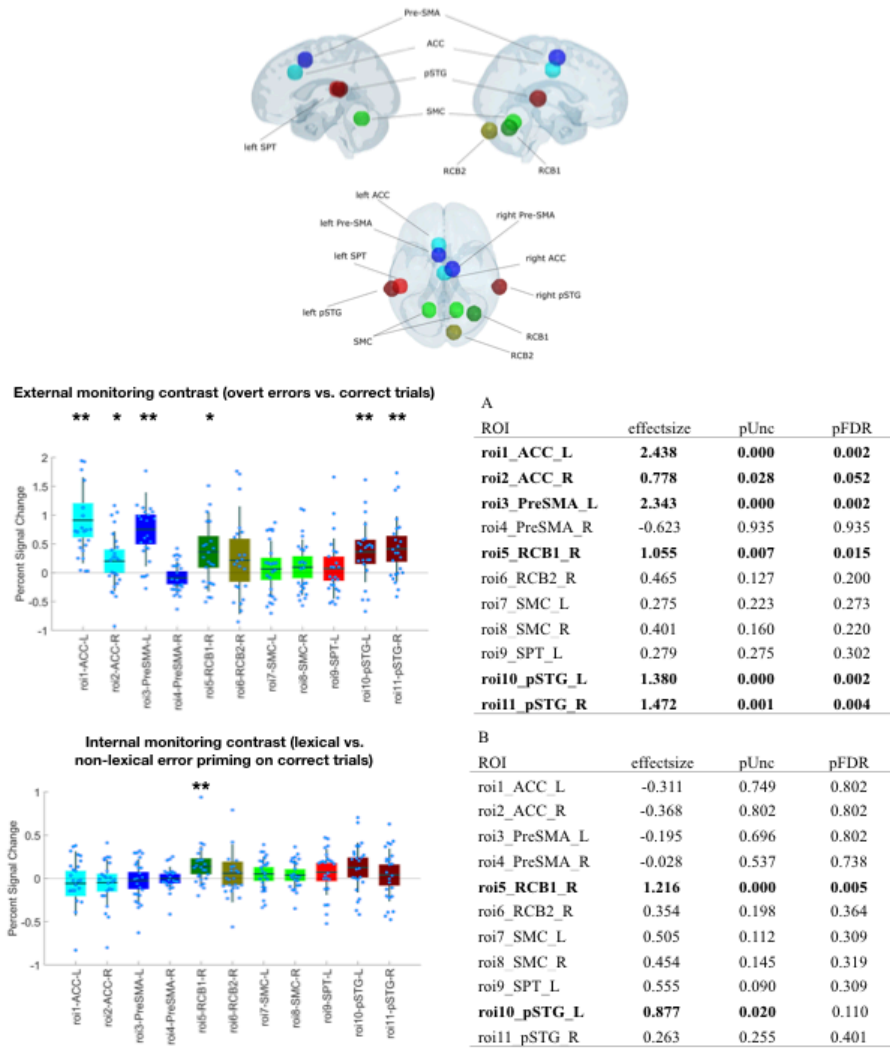 Pre-SMA
ACC
pSTG
SMC
left SPT
RCB2
RCB1
left ACC
left Pre-SMA
right Pre-SMA
left SPT
right ACC
left pSTG
right pSTG
SMC
RCB1
RCB2
External monitoring contrast (overt errors vs. correct trials)
** * ** * ** **
Percent Signal Change
2
1.5
1
0.5
0
-0.5
-1
roi1-ACC-L
roi2-ACC-R
roi3-PreSMA-L
roi4-PreSMA-R
roi5-RCB1-R
roi6-RCB2-R
roi7-SMC-L
roi8-SMC-R
roi9-SPT-L
roi10-pSTG-L
roi11-pSTG-R
A
ROI effectsize pUnc pFDR
roi1_ACC_L 2.438 0.000 0.002
roi2_ACC_R 0.778 0.028 0.052
roi3_PreSMA_L 2.343 0.000 0.002
roi4_PreSMA_R -0.623 0.935 0.935
roi5_RCB1_R 1.055 0.007 0.015
roi6_RCB2_R 0.465 0.127 0.200
roi7_SMC_L 0.275 0.223 0.273
roi8_SMC_R 0.401 0.160 0.220
roi9_SPT_L 0.279 0.275 0.302
roi10_pSTG_L 1.380 0.000 0.002
roi11_pSTG_R 1.472 0.001 0.004
Internal monitoring contrast (lexical vs.
non-lexical error priming on correct trials)
**
Percent Signal Change
1
0.5
0
-0.5
-1
roi1-ACC-L
roi2-ACC-R
roi3-PreSMA-L
roi4-PreSMA-R
roi5-RCB1-R
roi6-RCB2-R
roi7-SMC-L
roi8-SMC-R
roi9-SPT-L
roi10-pSTG-L
roi11-pSTG-R
B
ROI effectsize pUnc pFDR
roi1_ACC_L -0.311 0.749 0.802
roi2_ACC_R -0.368 0.802 0.802
roi3_PreSMA_L -0.195 0.696 0.802
roi4_PreSMA_R -0.028 0.537 0.738
roi5_RCB1_R 1.216 0.000 0.005
roi6_RCB2_R 0.354 0.198 0.364
roi7_SMC_L 0.505 0.112 0.309
roi8_SMC_R 0.454 0.145 0.319
roi9_SPT_L 0.555 0.090 0.309
roi10_pSTG_L 0.877 0.020 0.110
roi11_pSTG_R 0.263 0.255 0.401